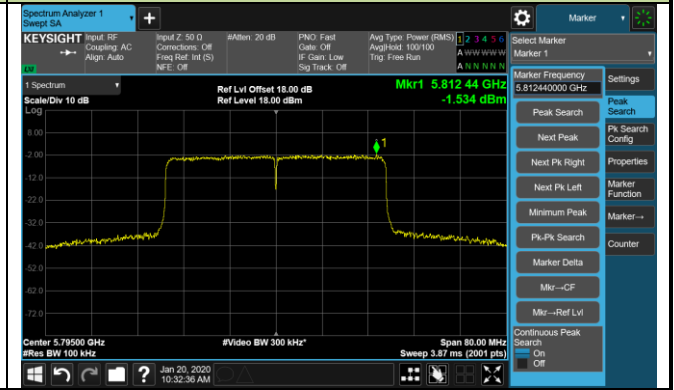 Spectrum Analyzer 1
Swept SA
+
Marker
KEYSIGHT
Input: RF
Coupling: AC
Align: Auto
Input Z: 50 Ω
Corrections: Off
Freq Ref: Int (S)
NFE: Off
#Atten: 20 dB
PNO: Fast
Gate: Off
IF Gain: Low
Sig Track: Off
Avg Type: Power (RMS)
Avg|Hold: 100/100
Trig: Free Run
1 2 3 4 5 6
A W W W W W
A N N N N N
Select Marker
Marker 1
1 Spectrum
Scale/Div 10 dB
Log
Ref Lvl Offset 18.00 dB
Ref Level 18.00 dBm
Mkr1 5.812 44 GHz
-1.534 dBm
8.00
-2.00
-12.0
-22.0
-32.0
-42.0
-52.0
-62.0
-72.0
1
Center 5.79500 GHz
#Res BW 100 kHz
#Video BW 300 kHz*
Span 80.00 MHz
Sweep 3.87 ms (2001 pts)
Marker Frequency
5.812440000 GHz
Peak Search
Next Peak
Next Pk Right
Next Pk Left
Minimum Peak
Pk-Pk Search
Marker Delta
Mkr→CF
Mkr→Ref Lvl
Continuous Peak
Search
On
Off
Settings
Peak
Search
Pk Search
Config
Properties
Marker
Function
Marker→
Counter
?
Jan 20, 2020
10:32:36 AM